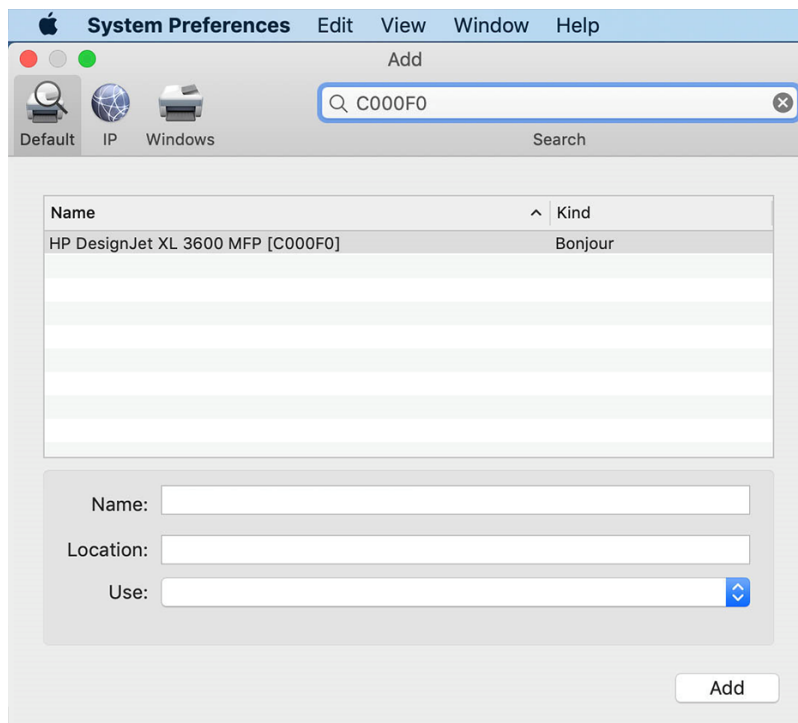 System Preferences Edit View Window Help
Add
C000F0
Default IP Windows Search
Name Kind
HP DesignJet XL 3600 MFP [C000F0] Bonjour
Name:
Location:
Use:
Add